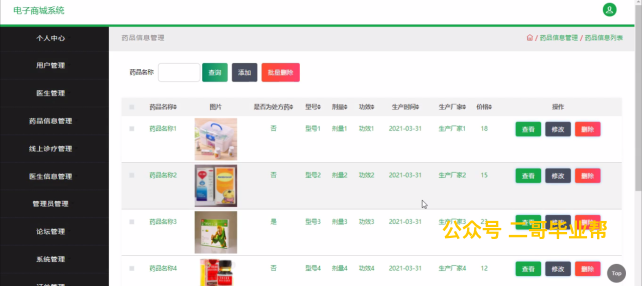 电子商城系统
个人中心
用户管理
医生管理
药品信息管理
线上诊疗管理
医生信息管理
管理员管理
论坛管理
系统管理
药品信息管理
/ 药品信息管理 / 药品信息列表
药品名称 查询 添加 批量删除
药品名称 图片 是否为处方药 型号 剂量 功效 生产时间 生产厂家 价格 操作
药品名称1 否 型号1 剂量1 功效1 2021-03-31 生产厂家1 18 查看 修改 删除
药品名称2 否 型号2 剂量2 功效2 2021-03-31 生产厂家2 15 查看 修改 删除
药品名称3 是 型号3 剂量3 功效3 2021-03-31 生产厂家3 23 查看 修改 删除
公众号 二哥毕业帮
药品名称4 否 型号4 剂量4 功效4 2021-03-31 生产厂家4 12 查看 修改 删除
Top